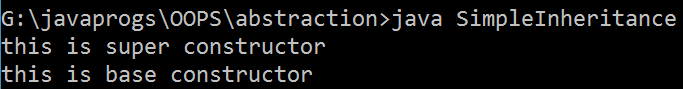 G:\javaprogs\OOPS\abstraction>java SimpleInheritance
this is super constructor
this is base constructor